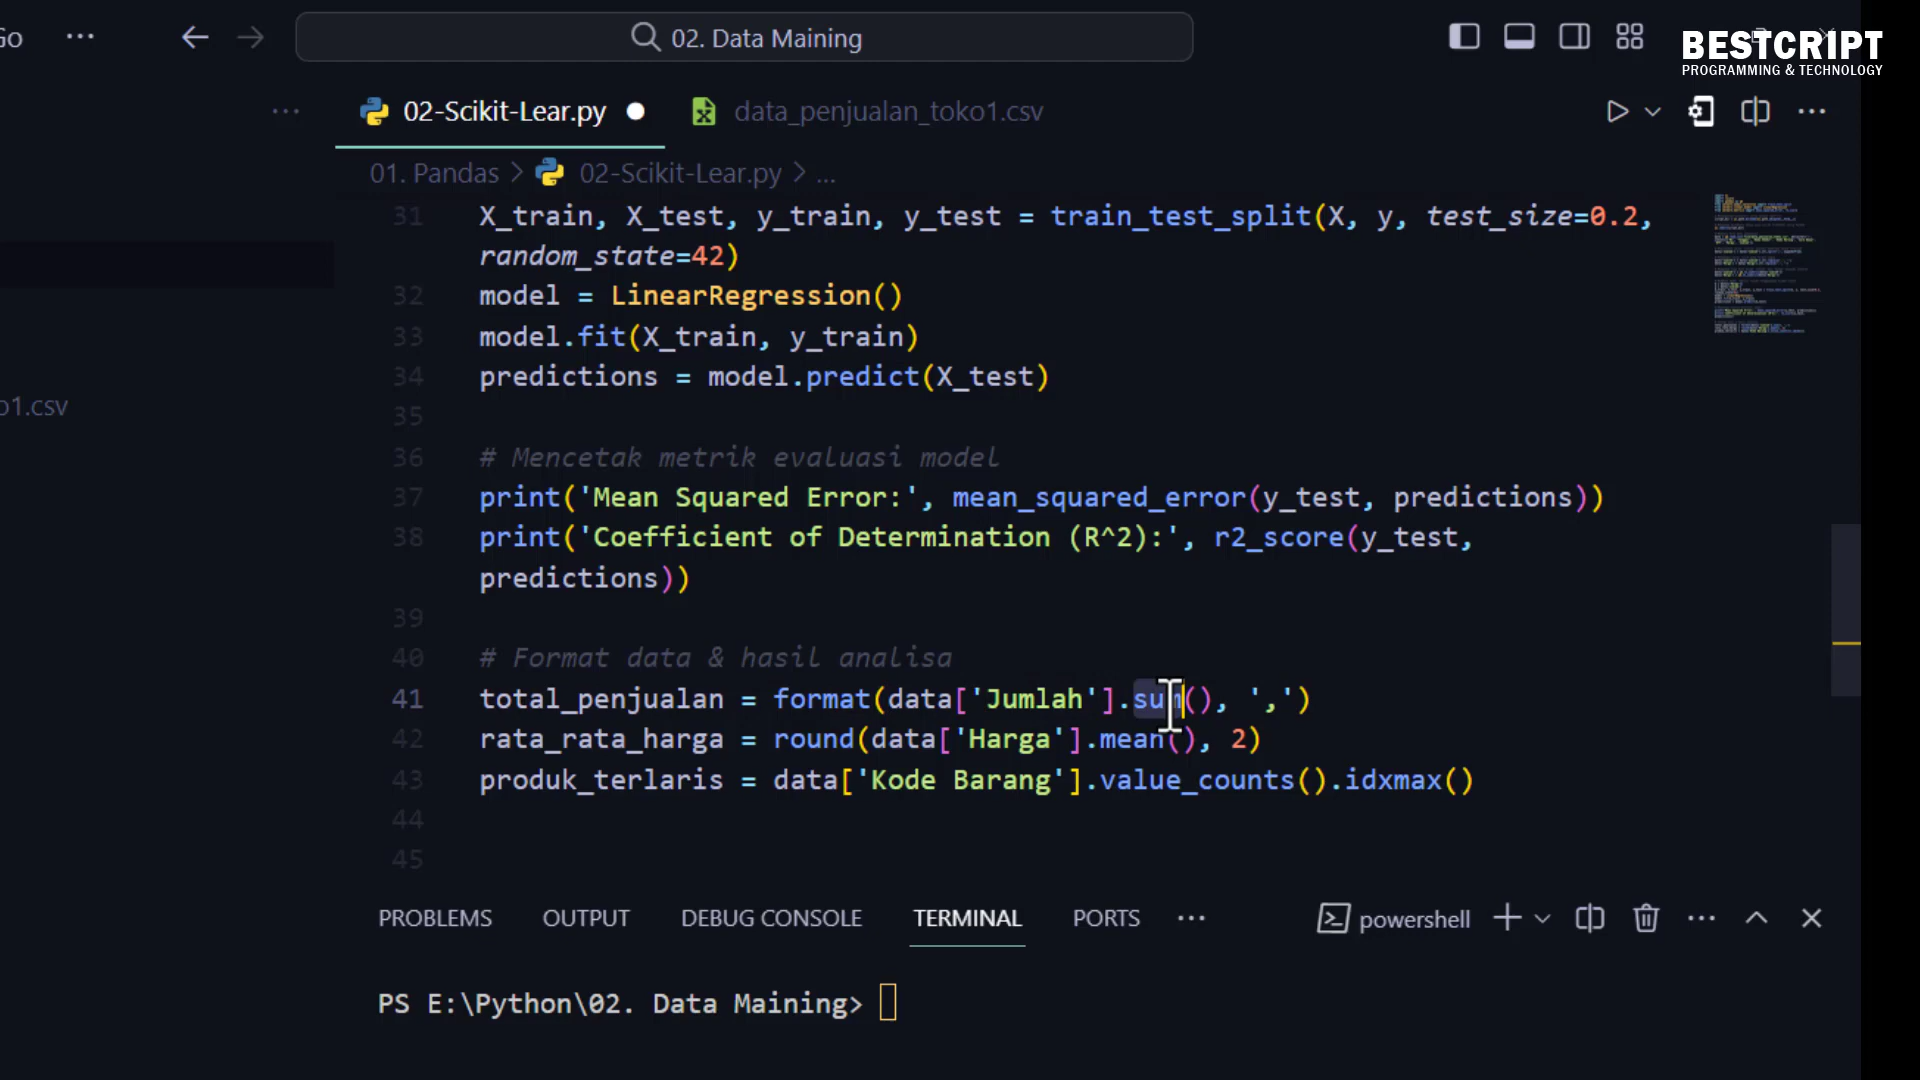 Go ... 02. Data Maining
BESTCRIPT
PROGRAMMING & TECHNOLOGY
... 02-Scikit-Lear.py data_penjualan_toko1.csv ...
01. Pandas > 02-Scikit-Lear.py > ...
31 X_train, X_test, y_train, y_test = train_test_split(X, y, test_size=0.2,
random_state=42)
32 model = LinearRegression()
33 model.fit(X_train, y_train)
34 predictions = model.predict(X_test)
o1.csv
35
36 # Mencetak metrik evaluasi model
37 print('Mean Squared Error:', mean_squared_error(y_test, predictions))
38 print('Coefficient of Determination (R^2):', r2_score(y_test,
predictions))
39
40 # Format data & hasil analisa
41 total_penjualan = format(data['Jumlah'].sum(), ',')
42 rata_rata_harga = round(data['Harga'].mean(), 2)
43 produk_terlaris = data['Kode Barang'].value_counts().idxmax()
44
45
PROBLEMS OUTPUT DEBUG CONSOLE TERMINAL PORTS ... powershell ...
PS E:\Python\02. Data Maining>